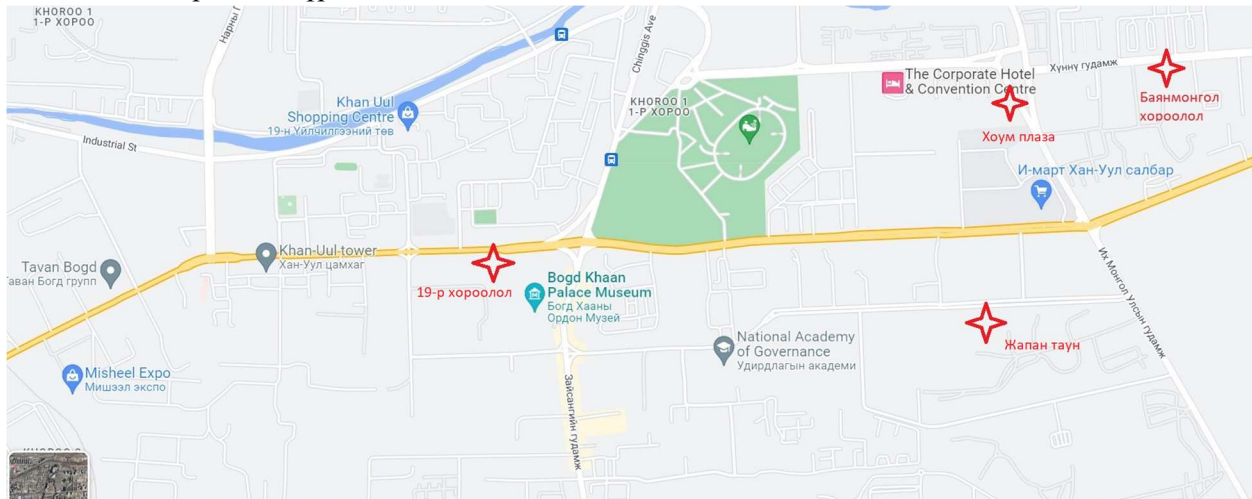 KHOROO 1
1-Р ХОРОО
Chinggis Ave
The Corporate Hotel
& Convention Centre
Хүннү гудамж
Баянмонгол
хороолол
Khan Uul
Shopping Centre
19-н Үйлчилгээний төв
KHOROO 1
1-Р ХОРОО
Industrial St
Хоум плаза
И-март Хан-Уул салбар
Khan-Uul tower
Хан-Уул цамхаг
Tavan Bogd
Таван Богд групп
19-р хороолол
Bogd Khaan
Palace Museum
Богд Хааны
Ордон Музей
Их Монгол Улсын гудамж
National Academy
of Governance
Удирдлагын академи
Жапан таун
Misheel Expo
Мишээл экспо
Зайсангийн гудамж